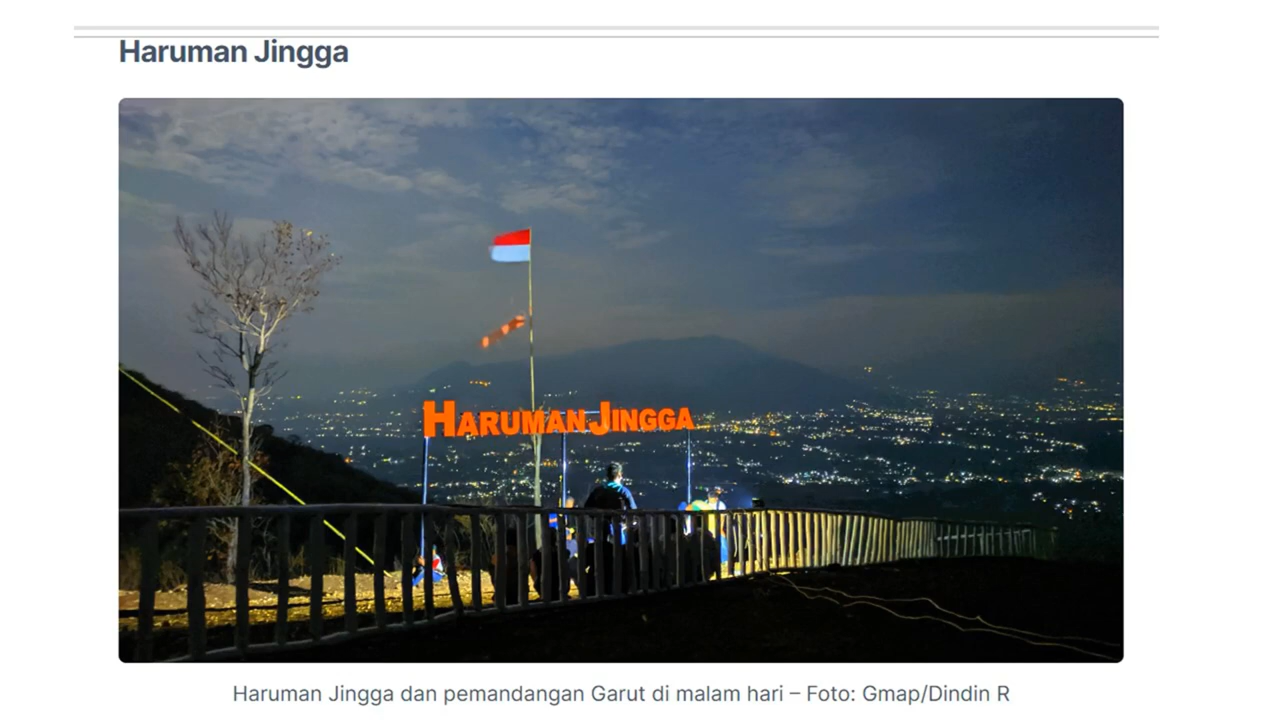 Haruman Jingga
HARUMAN JINGGA
Haruman Jingga dan pemandangan Garut di malam hari – Foto: Gmap/Dindin R